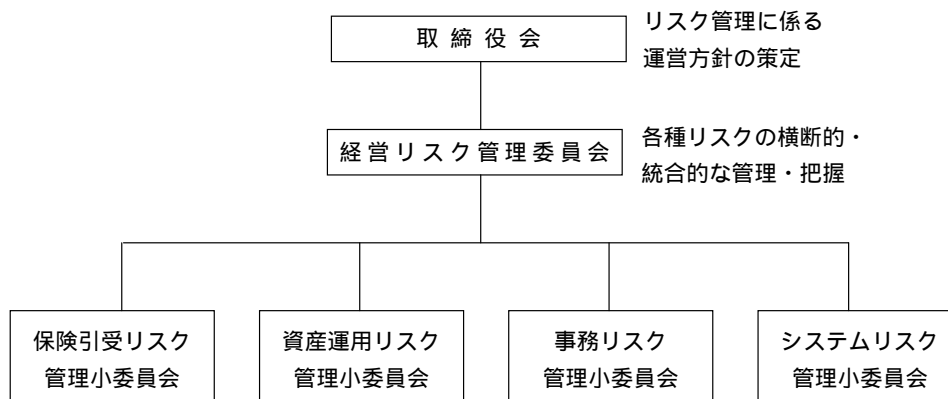 取締役会
リスク管理に係る
運営方針の策定
経営リスク管理委員会
各種リスクの横断的・
統合的な管理・把握
保険引受リスク
管理小委員会
資産運用リスク
管理小委員会
事務リスク
管理小委員会
システムリスク
管理小委員会